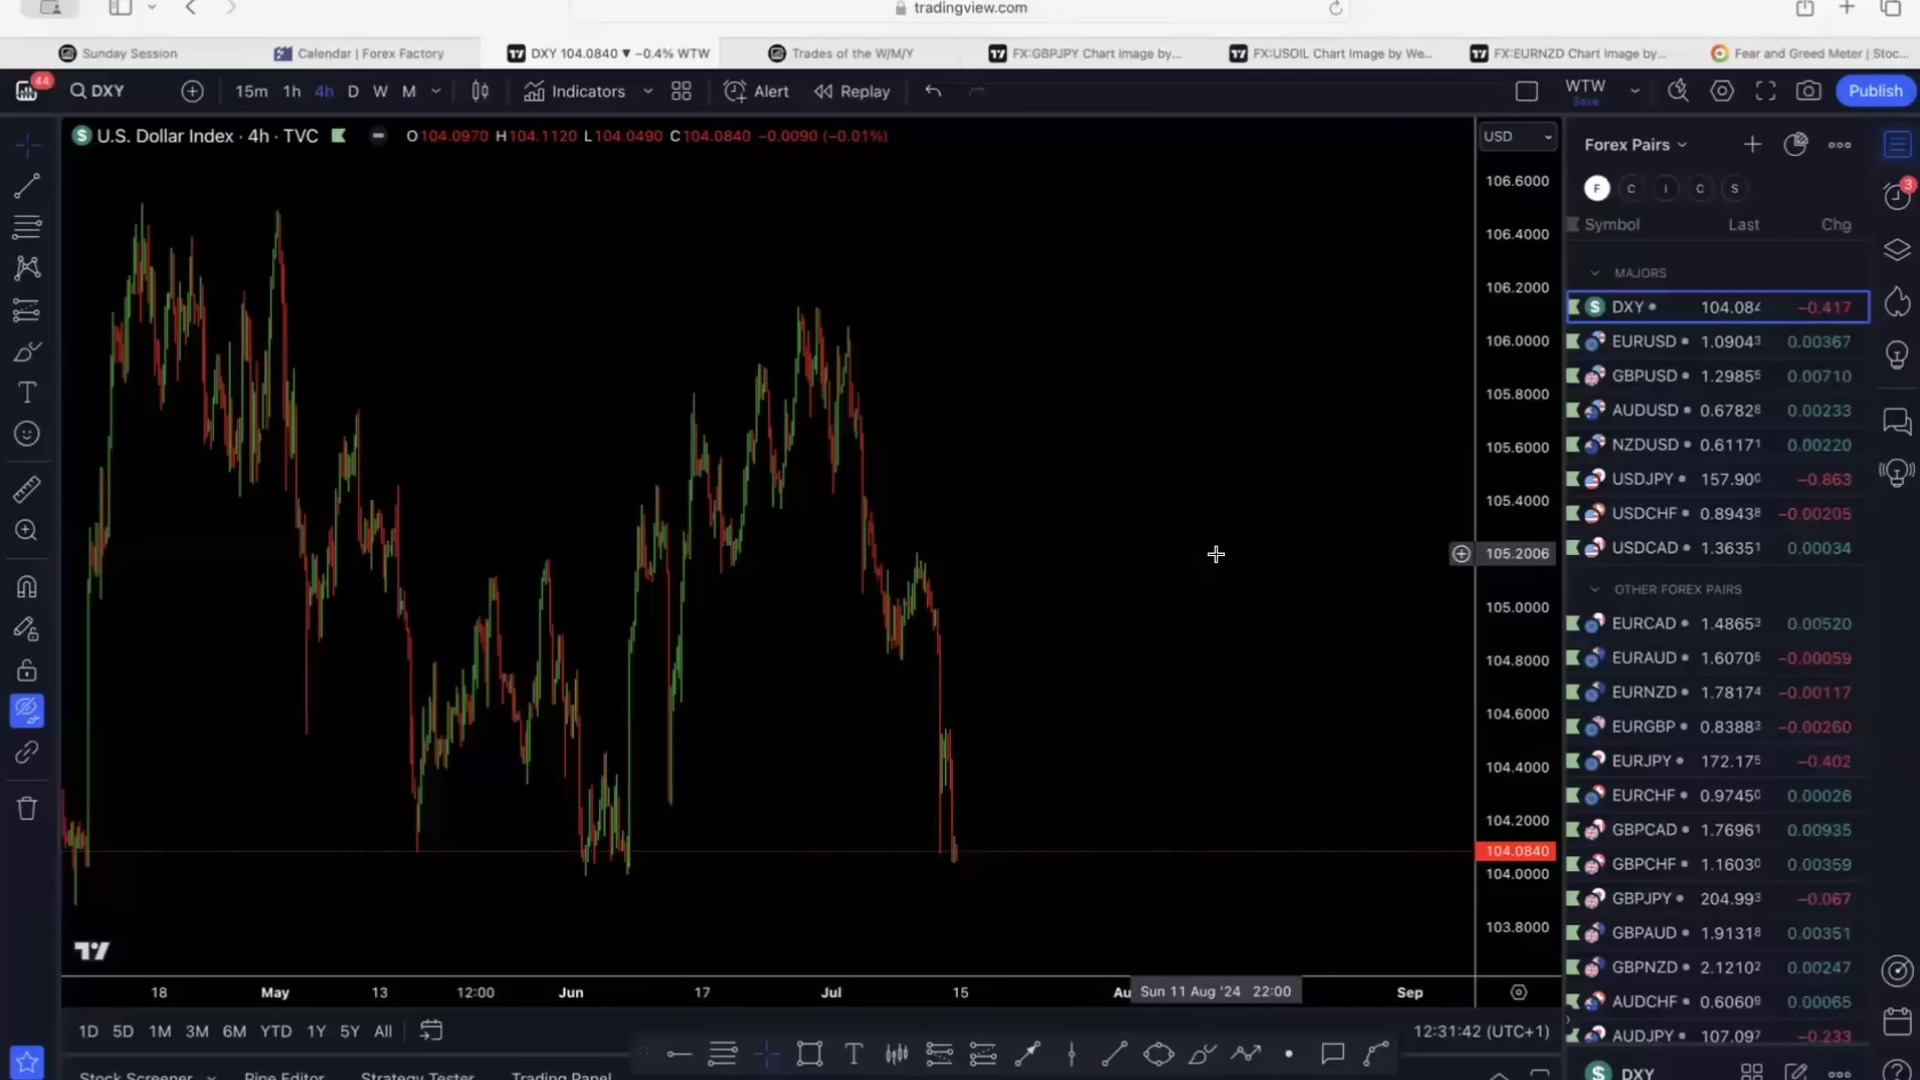 tradingview.com
Sunday Session
Calendar | Forex Factory
DXY 104.0840 ▼ −0.4% WTW
Trades of the W/M/Y
FX:GBPJPY Chart Image by...
FX:USOIL Chart Image by We...
FX:EURNZD Chart Image by...
Fear and Greed Meter | Stoc...
44
DXY
15m 1h 4h D W M
Indicators
Alert
Replay
WTW
Save
Publish
U.S. Dollar Index · 4h · TVC
O104.0970 H104.1120 L104.0490 C104.0840 −0.0090 (−0.01%)
USD
106.6000
106.4000
106.2000
106.0000
105.8000
105.6000
105.4000
105.2006
105.0000
104.8000
104.6000
104.4000
104.2000
104.0840
104.0000
103.8000
18 May 13 12:00 Jun 17 Jul 15 Au Sun 11 Aug '24 22:00 Sep
1D 5D 1M 3M 6M YTD 1Y 5Y All
12:31:42 (UTC+1)
Stock Screener Pine Editor Strategy Tester Trading Panel
Forex Pairs
F C I C S
3
Symbol Last Chg
MAJORS
DXY 104.084 −0.417
EURUSD 1.09043 0.00367
GBPUSD 1.29855 0.00710
AUDUSD 0.67828 0.00233
NZDUSD 0.61171 0.00220
USDJPY 157.900 −0.863
USDCHF 0.89438 −0.00205
USDCAD 1.36351 0.00034
OTHER FOREX PAIRS
EURCAD 1.48653 0.00520
EURAUD 1.60705 −0.00059
EURNZD 1.78174 −0.00117
EURGBP 0.83883 −0.00260
EURJPY 172.175 −0.402
EURCHF 0.97450 0.00026
GBPCAD 1.76961 0.00935
GBPCHF 1.16030 0.00359
GBPJPY 204.993 −0.067
GBPAUD 1.91318 0.00351
GBPNZD 2.12102 0.00247
AUDCHF 0.60609 0.00065
AUDJPY 107.097 −0.233
DXY